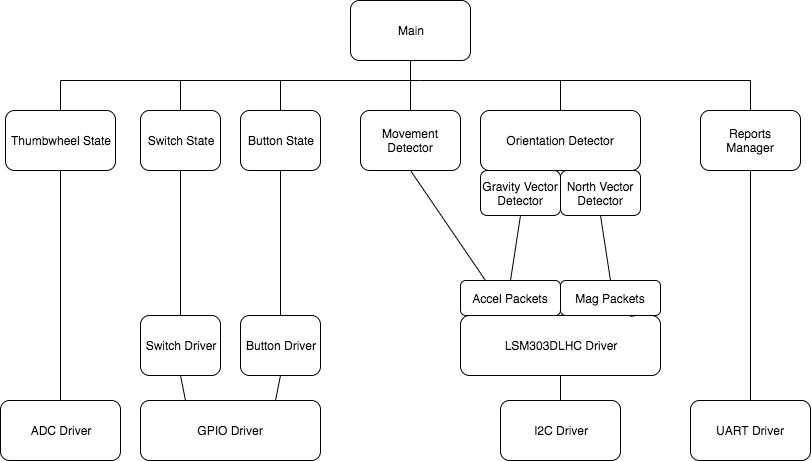 Main
Thumbwheel State
Switch State
Button State
Movement
Detector
Orientation Detector
Reports
Manager
Gravity Vector
Detector
North Vector
Detector
Accel Packets
Mag Packets
Switch Driver
Button Driver
LSM303DLHC Driver
ADC Driver
GPIO Driver
I2C Driver
UART Driver